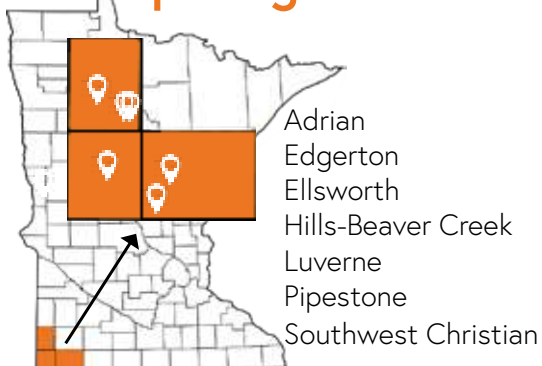 Adrian
Edgerton
Ellsworth
Hills-Beaver Creek
Luverne
Pipestone
Southwest Christian